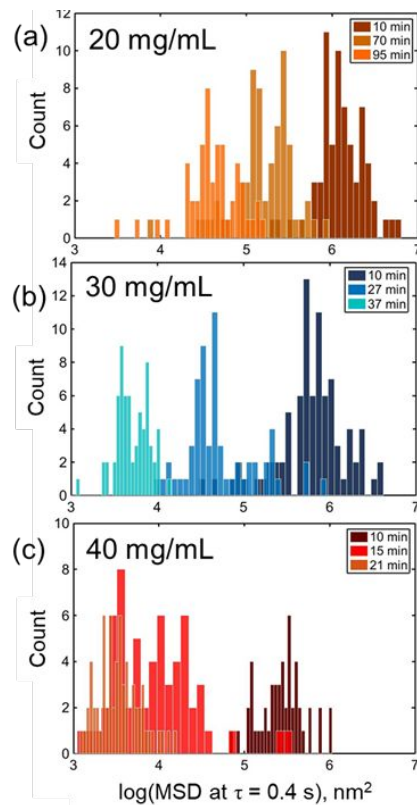 (a) 20 mg/mL
10 min
70 min
95 min
Count
10
8
6
4
2
0
3 4 5 6 7
(b) 30 mg/mL
10 min
27 min
37 min
Count
14
12
10
8
6
4
2
0
3 4 5 6 7
(c) 40 mg/mL
10 min
15 min
21 min
Count
10
8
6
4
2
0
3 4 5 6 7
log(MSD at τ = 0.4 s), nm²